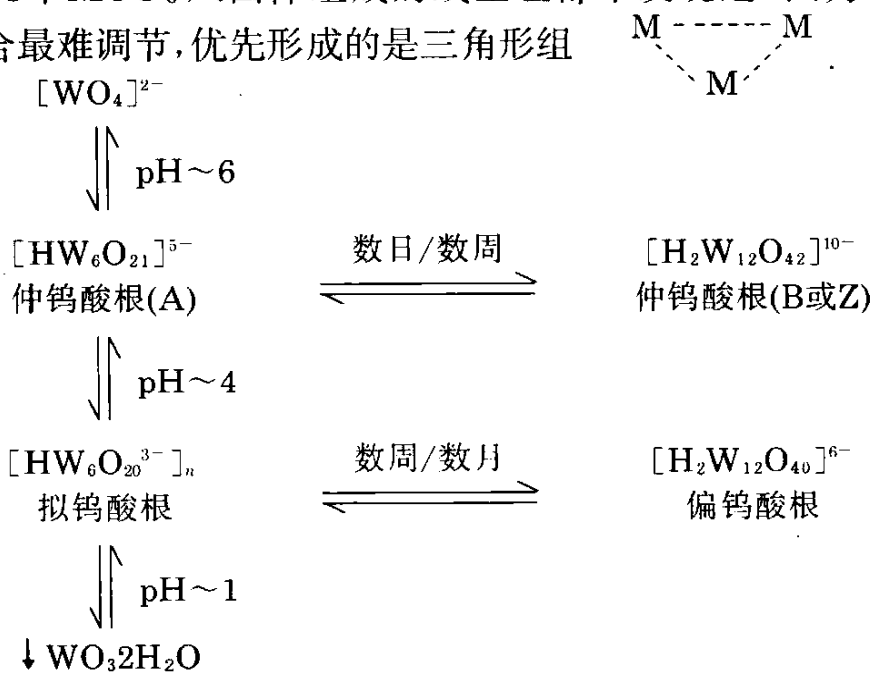 合最难调节,优先形成的是三角形组
M M
M
[WO₄]²⁻
pH～6
[HW₆O₂₁]⁵⁻ 数日/数周 [H₂W₁₂O₄₂]¹⁰⁻
仲钨酸根(A) 仲钨酸根(B或Z)
pH～4
[HW₆O₂₀³⁻]ₙ 数周/数月 [H₂W₁₂O₄₀]⁶⁻
拟钨酸根 偏钨酸根
pH～1
↓WO₃2H₂O